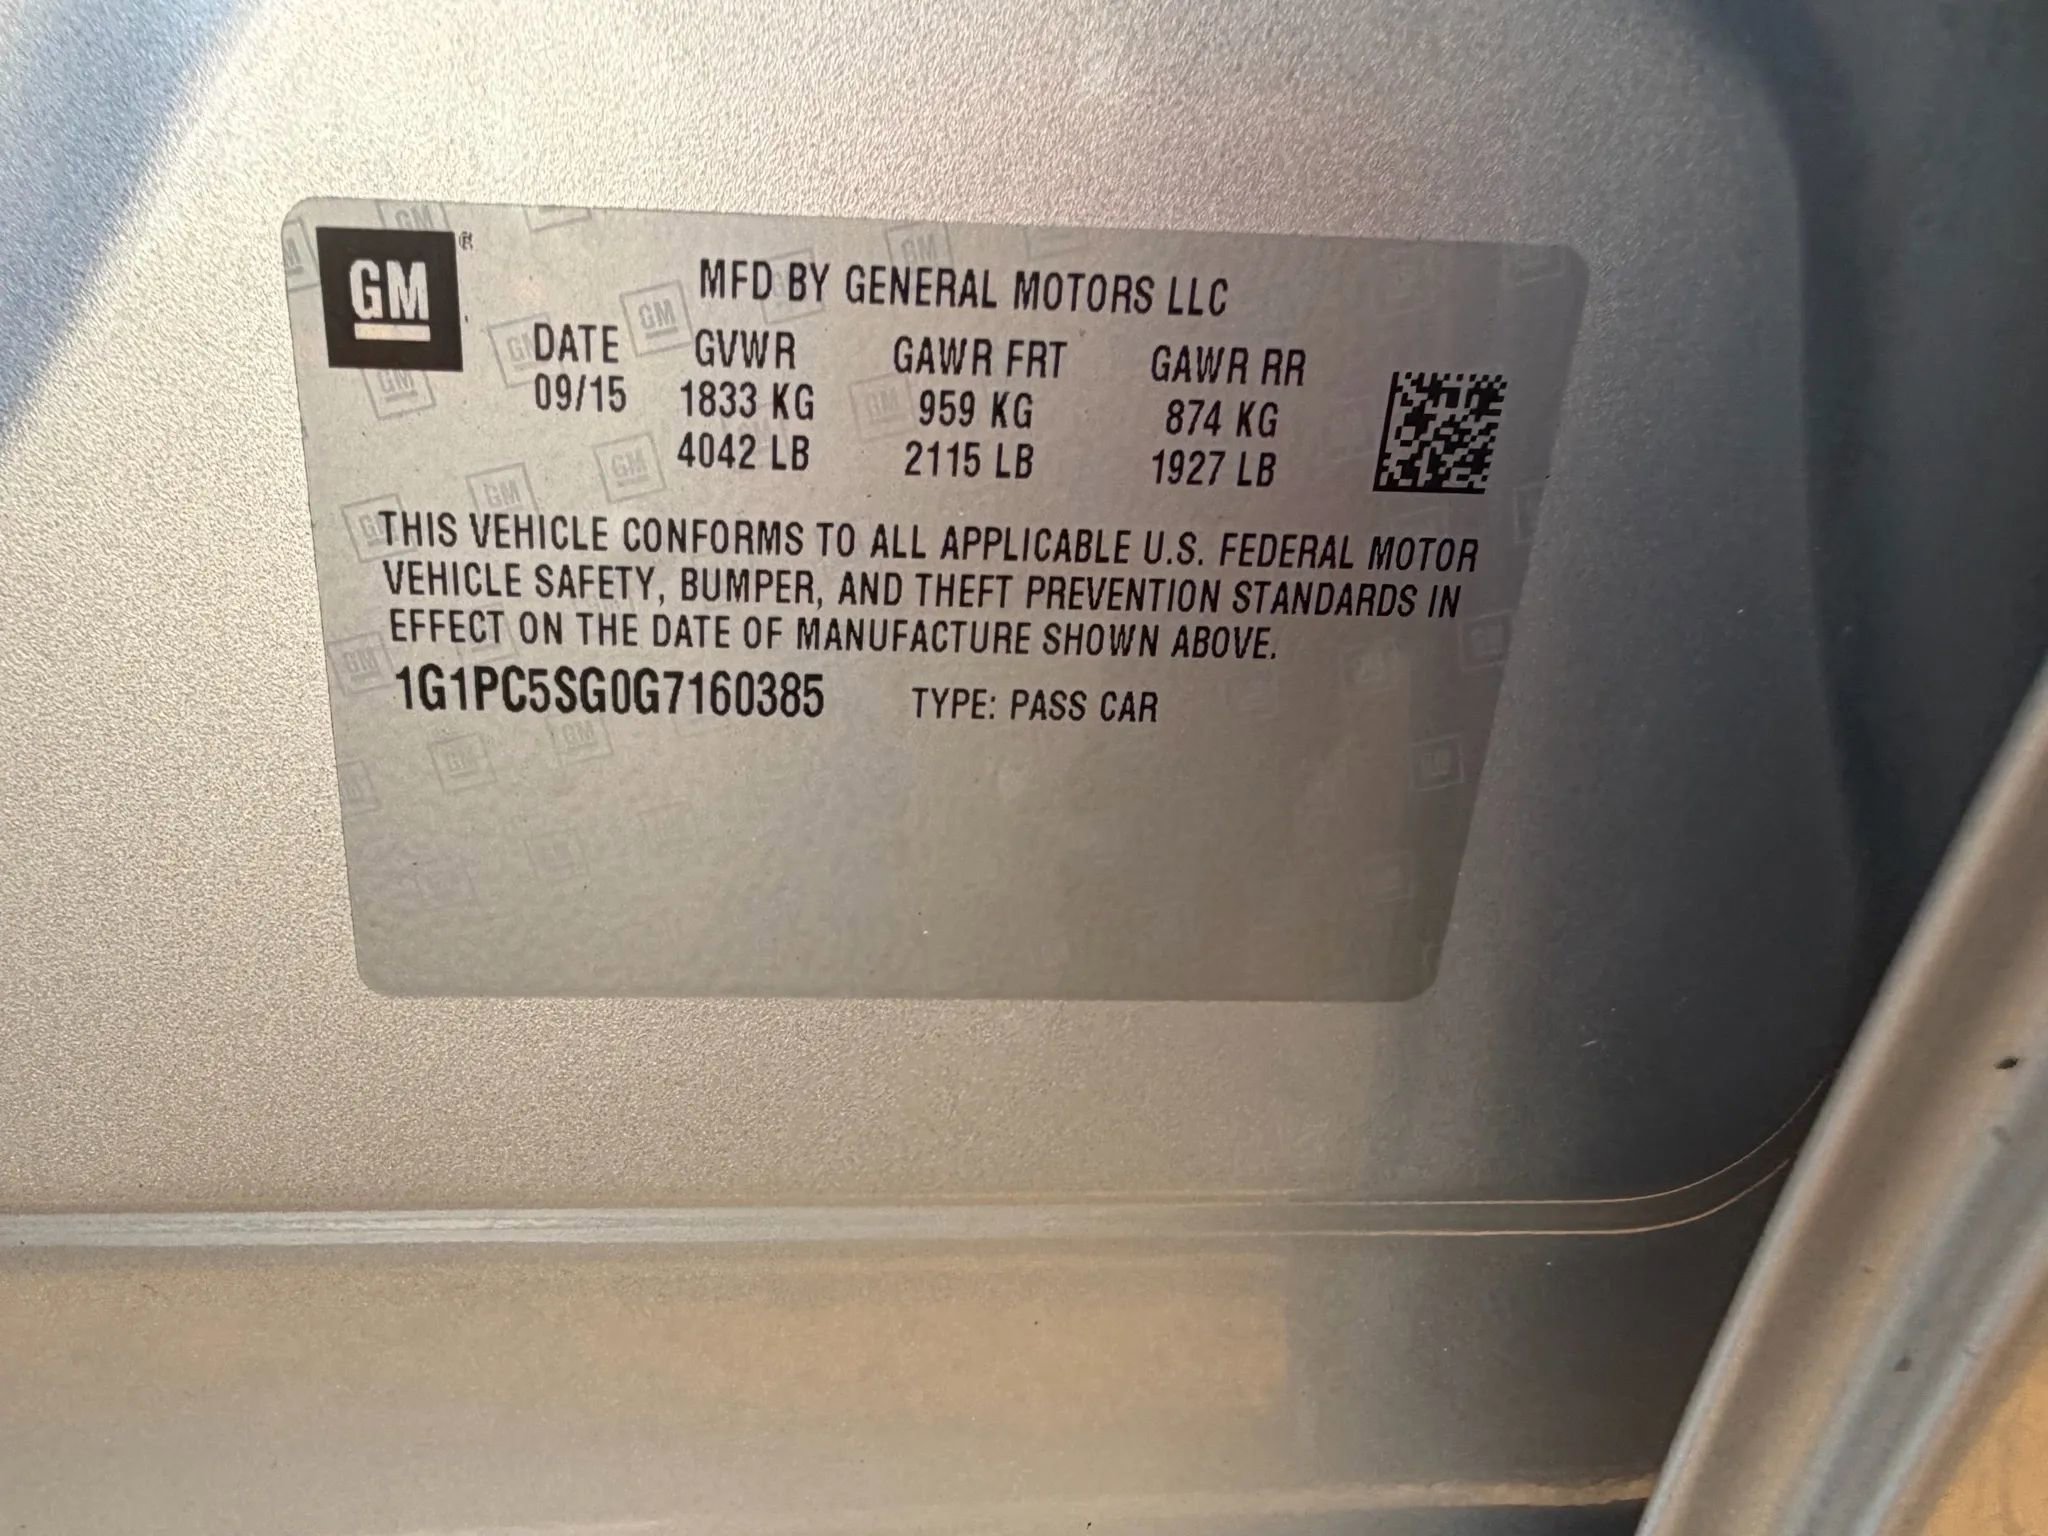 GM®
MFD BY GENERAL MOTORS LLC
DATE GVWR GAWR FRT GAWR RR
09/15 1833 KG 959 KG 874 KG
4042 LB 2115 LB 1927 LB
THIS VEHICLE CONFORMS TO ALL APPLICABLE U.S. FEDERAL MOTOR
VEHICLE SAFETY, BUMPER, AND THEFT PREVENTION STANDARDS IN
EFFECT ON THE DATE OF MANUFACTURE SHOWN ABOVE.
1G1PC5SG0G7160385 TYPE: PASS CAR